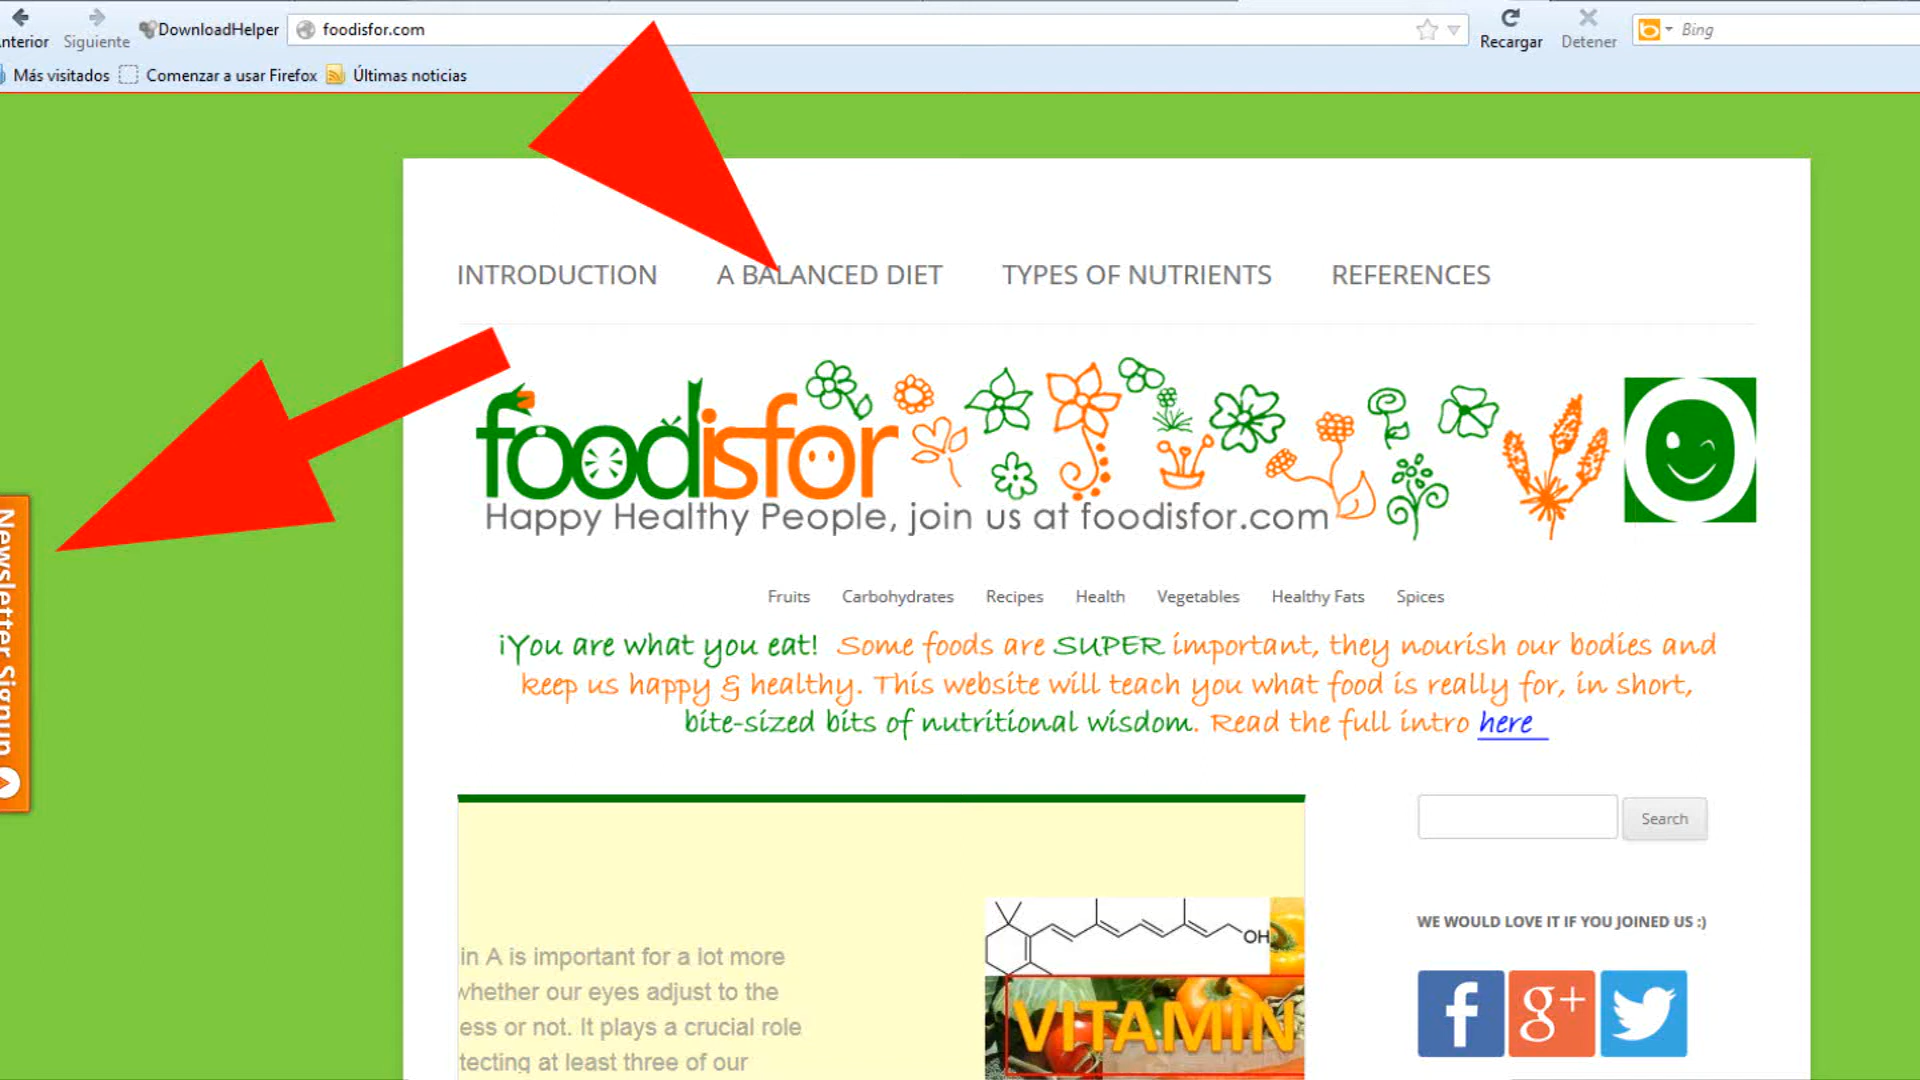 nterior Siguiente DownloadHelper foodisfor.com Recargar Detener Bing
Más visitados Comenzar a usar Firefox Últimas noticias
INTRODUCTION A BALANCED DIET TYPES OF NUTRIENTS REFERENCES
foodisfor
Happy Healthy People, join us at foodisfor.com
Newsletter Signup
Fruits Carbohydrates Recipes Health Vegetables Healthy Fats Spices
¡You are what you eat! Some foods are SUPER important, they nourish our bodies and
keep us happy & healthy. This website will teach you what food is really for, in short,
bite-sized bits of nutritional wisdom. Read the full intro here
Search
WE WOULD LOVE IT IF YOU JOINED US :)
OH
in A is important for a lot more
whether our eyes adjust to the
ess or not. It plays a crucial role
tecting at least three of our
VITAMIN
f g+